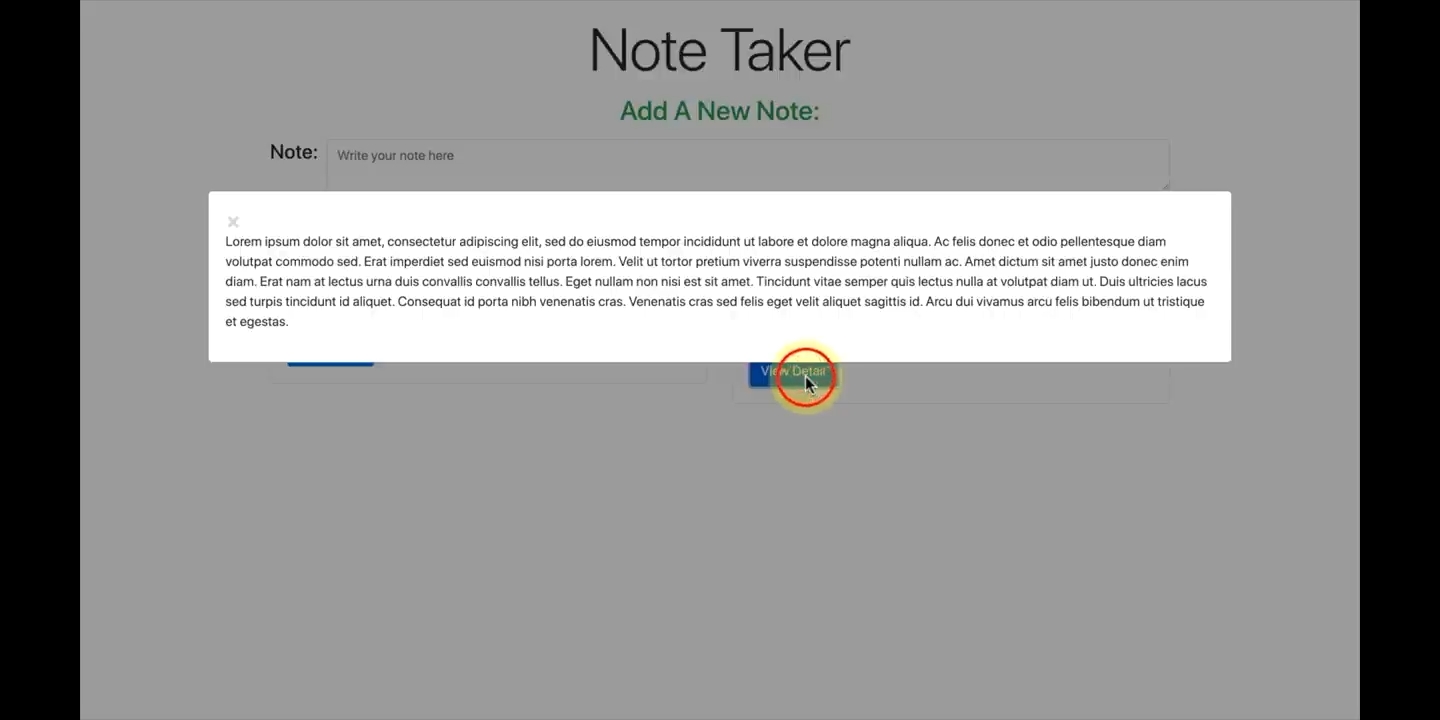 Note Taker
Add A New Note:
Note:
Write your note here
×
Lorem ipsum dolor sit amet, consectetur adipiscing elit, sed do eiusmod tempor incididunt ut labore et dolore magna aliqua. Ac felis donec et odio pellentesque diam
volutpat commodo sed. Erat imperdiet sed euismod nisi porta lorem. Velit ut tortor pretium viverra suspendisse potenti nullam ac. Amet dictum sit amet justo donec enim
diam. Erat nam at lectus urna duis convallis convallis tellus. Eget nullam non nisi est sit amet. Tincidunt vitae semper quis lectus nulla at volutpat diam ut. Duis ultricies lacus
sed turpis tincidunt id aliquet. Consequat id porta nibh venenatis cras. Venenatis cras sed felis eget velit aliquet sagittis id. Arcu dui vivamus arcu felis bibendum ut tristique
et egestas.
View Detail